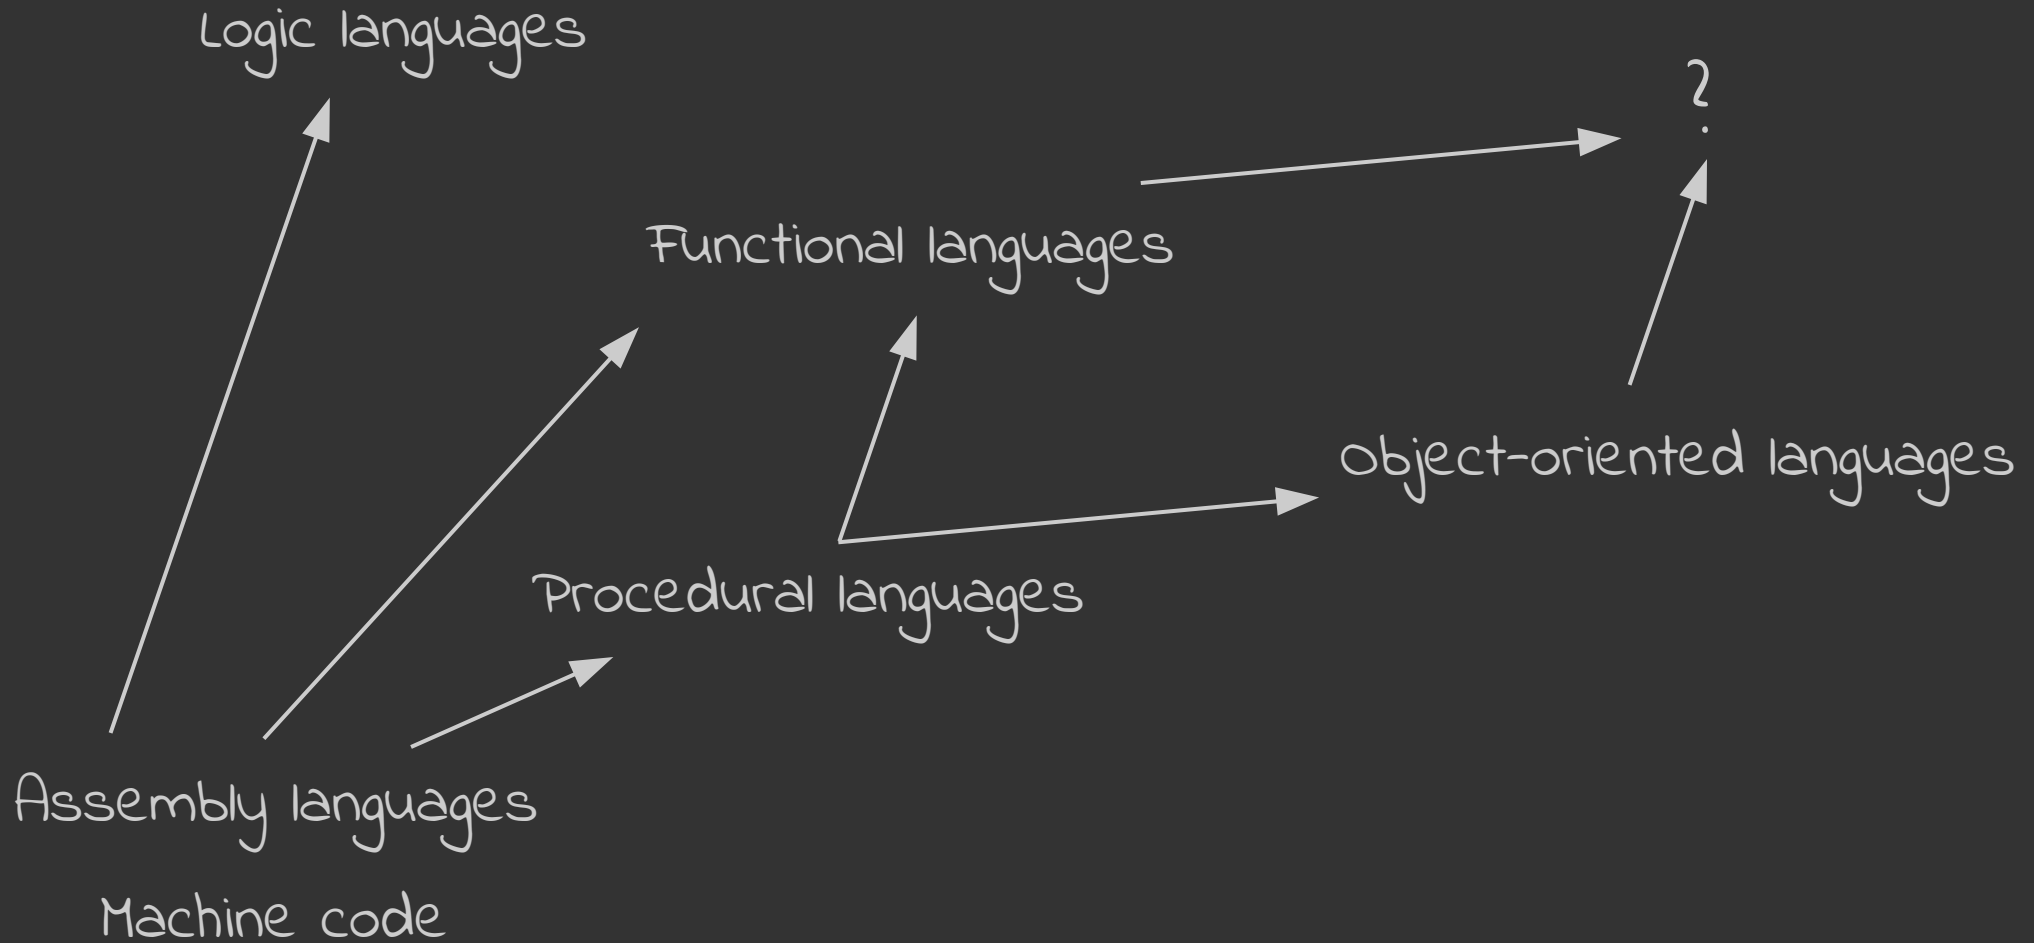 Logic languages
?
Functional languages
Object-oriented languages
Procedural languages
Assembly languages
Machine code